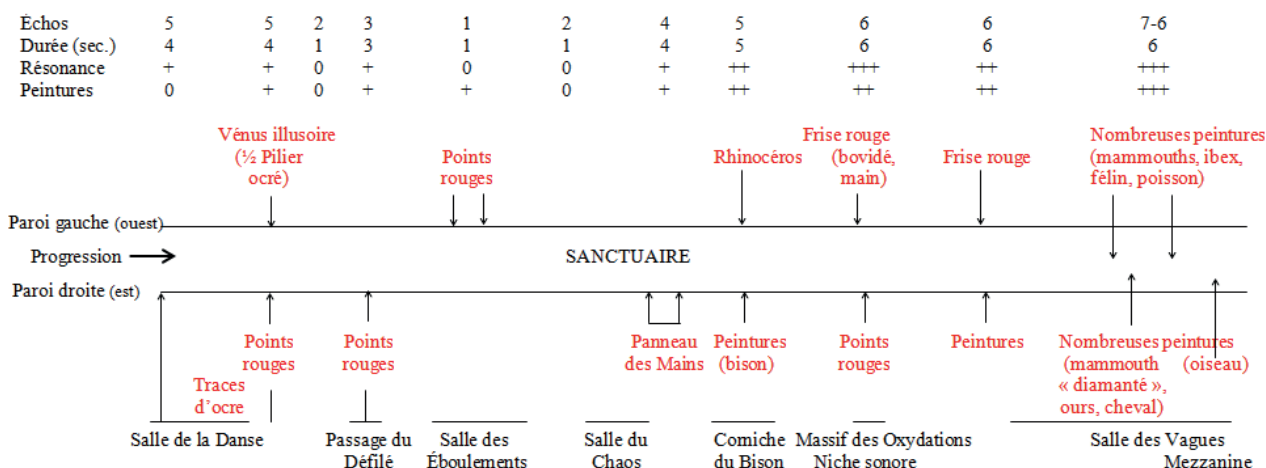 Échos 5 5 2 3 1 2 4 5 6 6 7-6
Durée (sec.) 4 4 1 3 1 1 4 5 6 6 6
Résonance + + 0 + 0 0 + ++ +++ ++ +++
Peintures 0 + 0 + + 0 + ++ ++ ++ +++
Vénus illusoire
(½ Pilier
ocré)
Points
rouges
Rhinocéros
Frise rouge
(bovidé,
main)
Frise rouge
Nombreuses peintures
(mammouths, ibex,
félin, poisson)
Paroi gauche (ouest)
Progression
SANCTUAIRE
Paroi droite (est)
Traces
d’ocre
Points
rouges
Points
rouges
Panneau
des Mains
Peintures
(bison)
Points
rouges
Peintures
Nombreuses peintures
(mammouth
« diamanté »,
ours, cheval)
(oiseau)
Salle de la Danse
Passage du
Défilé
Salle des
Éboulements
Salle du
Chaos
Corniche
du Bison
Massif des Oxydations
Niche sonore
Salle des Vagues
Mezzanine